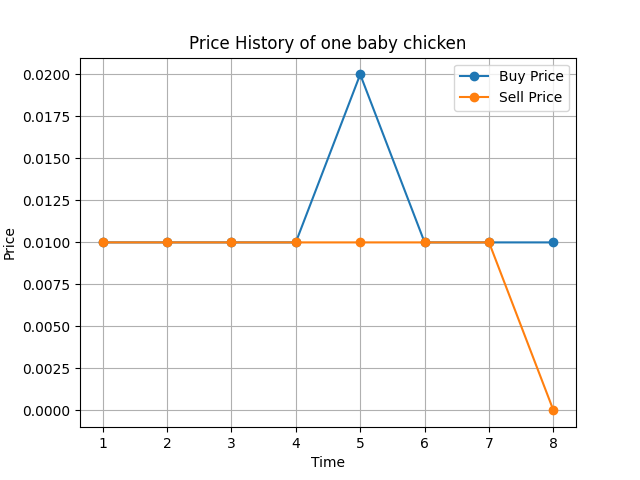 Price History of one baby chicken
Buy Price
Sell Price
0.0200
0.0175
0.0150
0.0125
0.0100
0.0075
0.0050
0.0025
0.0000
Price
1 2 3 4 5 6 7 8
Time